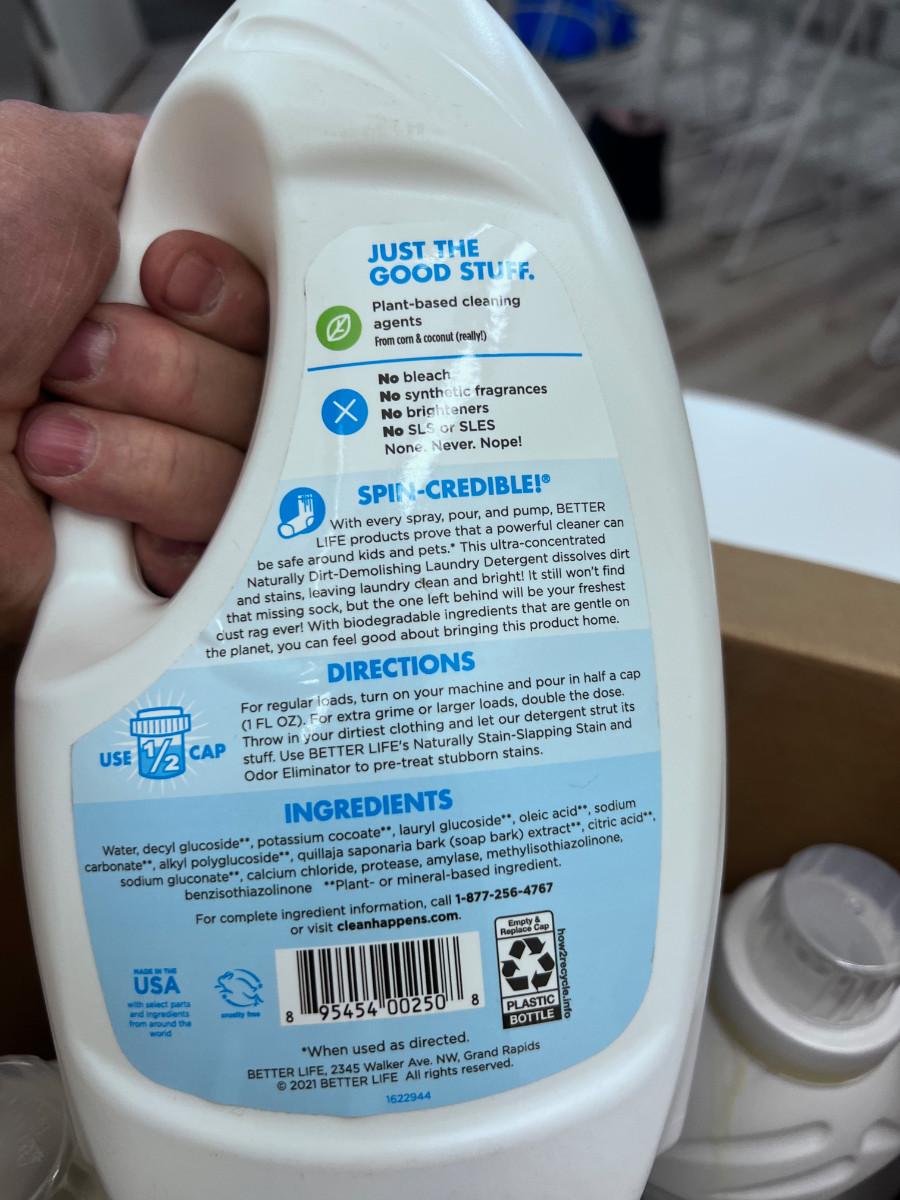 JUST THE
GOOD STUFF.
Plant-based cleaning
agents
From corn & coconut (really!)
No bleach
No synthetic fragrances
No brighteners
No SLS or SLES
None. Never. Nope!
SPIN-CREDIBLE!®
With every spray, pour, and pump, BETTER
LIFE products prove that a powerful cleaner can
be safe around kids and pets.* This ultra-concentrated
Naturally Dirt-Demolishing Laundry Detergent dissolves dirt
and stains, leaving laundry clean and bright! It still won't find
that missing sock, but the one left behind will be your freshest
dust rag ever! With biodegradable ingredients that are gentle on
the planet, you can feel good about bringing this product home.
DIRECTIONS
USE 1/2 CAP
For regular loads, turn on your machine and pour in half a cap
(1 FL OZ). For extra grime or larger loads, double the dose.
Throw in your dirtiest clothing and let our detergent strut its
stuff. Use BETTER LIFE's Naturally Stain-Slapping Stain and
Odor Eliminator to pre-treat stubborn stains.
INGREDIENTS
Water, decyl glucoside**, potassium cocoate**, lauryl glucoside**, oleic acid**, sodium
carbonate**, alkyl polyglucoside**, quillaja saponaria bark (soap bark) extract**, citric acid**,
sodium gluconate**, calcium chloride, protease, amylase, methylisothiazolinone,
benzisothiazolinone **Plant- or mineral-based ingredient.
For complete ingredient information, call 1-877-256-4767
or visit cleanhappens.com.
MADE IN THE
USA
with select parts
and ingredients
from around the
world
cruelty free
8 95454 00250 8
Empty &
Replace Cap
PLASTIC
BOTTLE
how2recycle.info
*When used as directed.
BETTER LIFE, 2345 Walker Ave. NW, Grand Rapids
© 2021 BETTER LIFE All rights reserved.
1622944